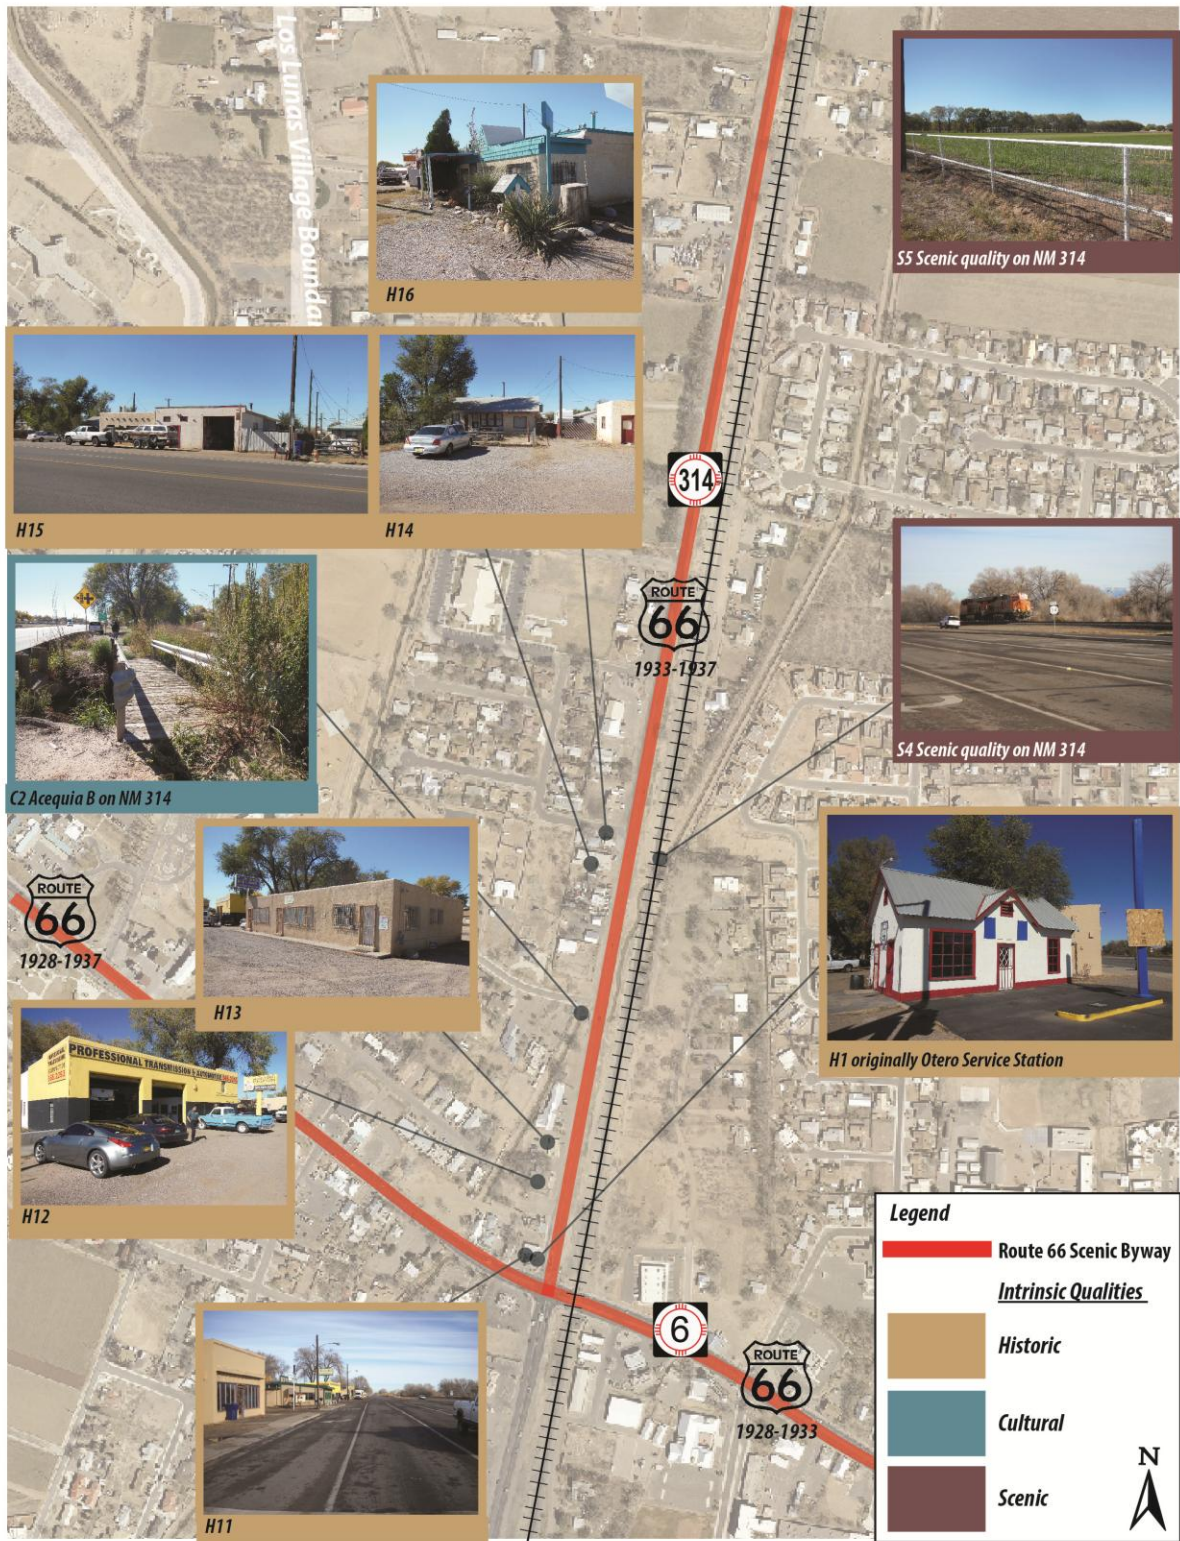 Los Lunas Village Bounda
H16
S5 Scenic quality on NM 314
H15
H14
314
ROUTE
66
1933-1937
C2 Acequia B on NM 314
S4 Scenic quality on NM 314
ROUTE
66
1928-1937
H13
PROFESSIONAL TRANSMISSION & AUTOMOTIVE
H12
H1 originally Otero Service Station
6
ROUTE
66
1928-1933
H11
Legend
Route 66 Scenic Byway
Intrinsic Qualities
Historic
Cultural
Scenic
N